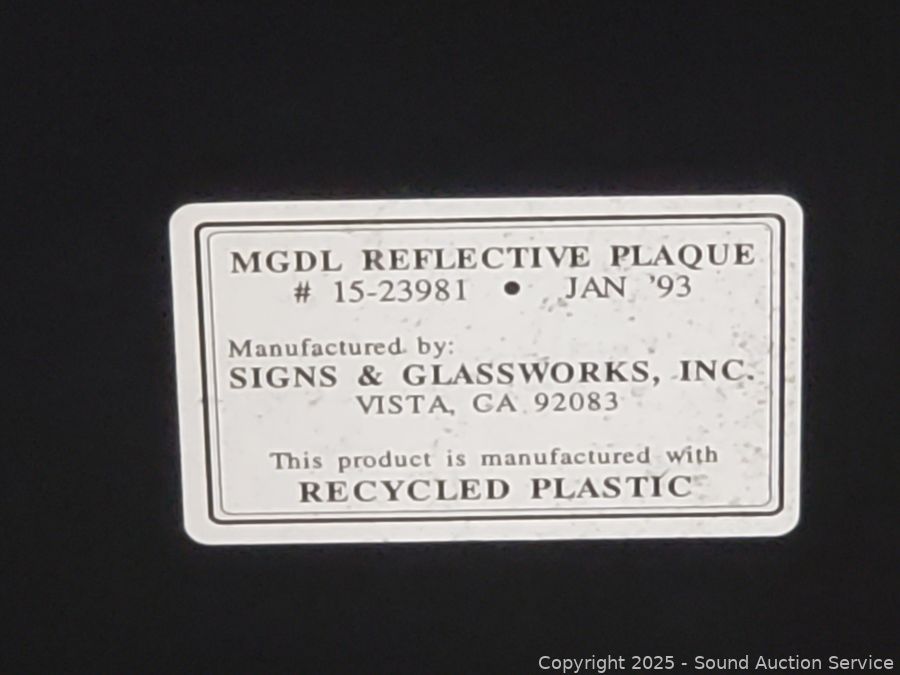 MGDL REFLECTIVE PLAQUE
# 15-23981 • JAN '93
Manufactured by:
SIGNS & GLASSWORKS, INC.
VISTA, CA 92083
This product is manufactured with
RECYCLED PLASTIC
Copyright 2025 - Sound Auction Service